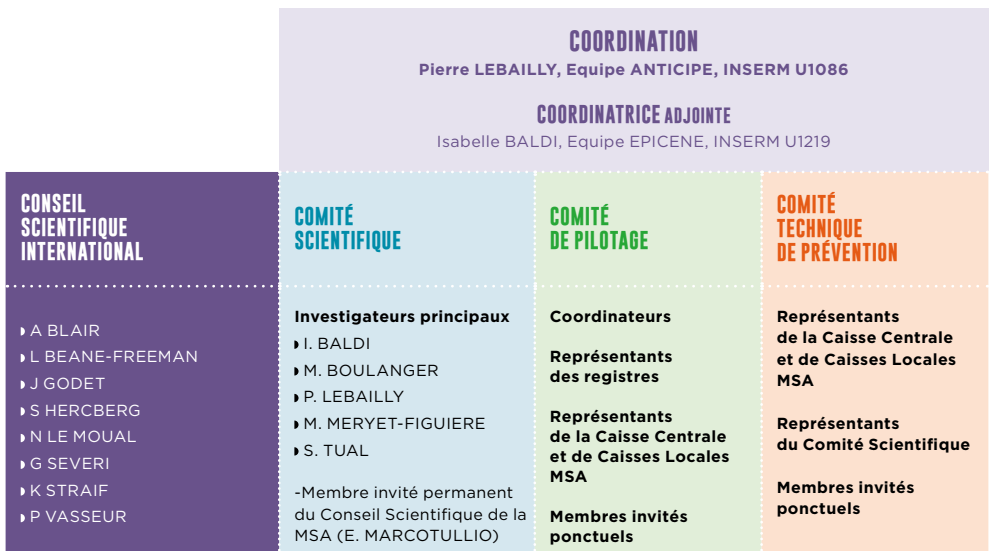 COORDINATION
Pierre LEBAILLY, Equipe ANTICIPE, INSERM U1086
COORDINATRICE ADJOINTE
Isabelle BALDI, Equipe EPICENE, INSERM U1219
CONSEIL
SCIENTIFIQUE
INTERNATIONAL
A BLAIR
L BEANE-FREEMAN
J GODET
S HERCBERG
N LE MOUAL
G SEVERI
K STRAIF
P VASSEUR
COMITÉ
SCIENTIFIQUE
Investigateurs principaux
I. BALDI
M. BOULANGER
P. LEBAILLY
M. MERYET-FIGUIERE
S. TUAL
-Membre invité permanent
du Conseil Scientifique de la
MSA (E. MARCOTULLIO)
COMITÉ
DE PILOTAGE
Coordinateurs
Représentants
des registres
Représentants
de la Caisse Centrale
et de Caisses Locales
MSA
Membres invités
ponctuels
COMITÉ
TECHNIQUE
DE PRÉVENTION
Représentants
de la Caisse Centrale
et de Caisses Locales
MSA
Représentants
du Comité Scientifique
Membres invités
ponctuels